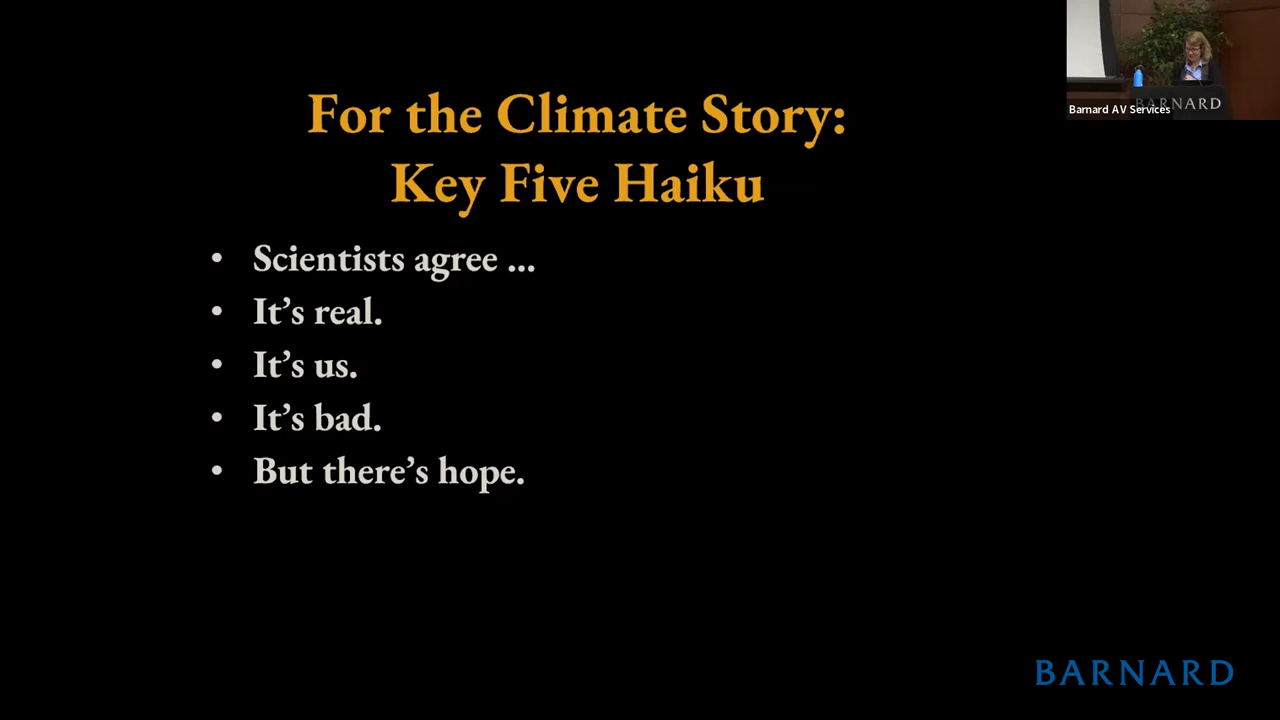 For the Climate Story:
Key Five Haiku
• Scientists agree ...
• It's real.
• It's us.
• It's bad.
• But there's hope.
Barnard AV Services
BARNARD
BARNARD